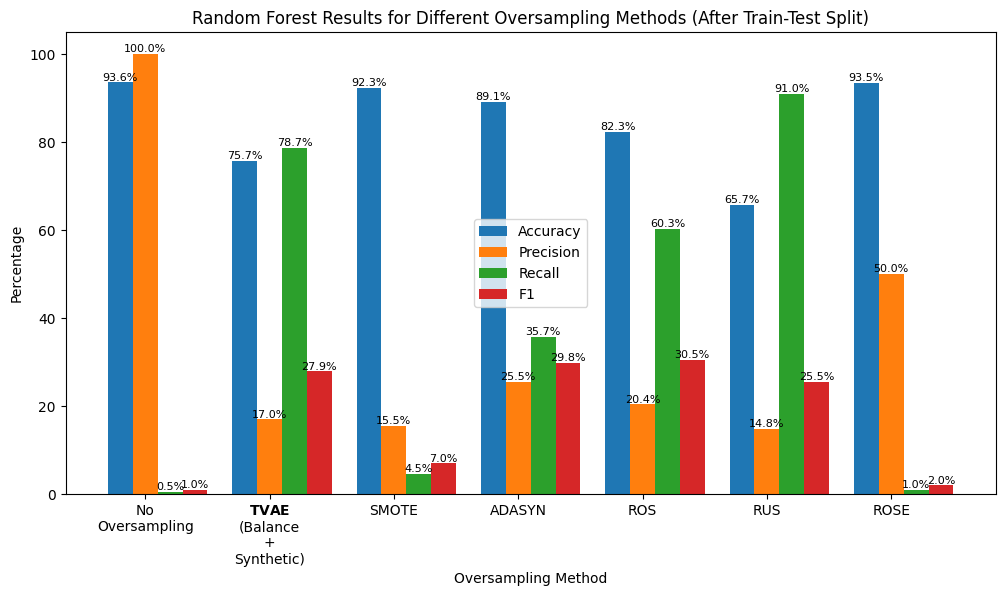 Random Forest Results for Different Oversampling Methods (After Train-Test Split)
Percentage
100
80
60
40
20
0
93.6%
100.0%
0.5%
1.0%
75.7%
17.0%
78.7%
27.9%
92.3%
15.5%
4.5%
7.0%
89.1%
25.5%
35.7%
29.8%
82.3%
20.4%
60.3%
30.5%
65.7%
14.8%
91.0%
25.5%
93.5%
50.0%
1.0%
2.0%
Accuracy
Precision
Recall
F1
No
Oversampling
TVAE
(Balance
+
Synthetic)
SMOTE
ADASYN
ROS
RUS
ROSE
Oversampling Method